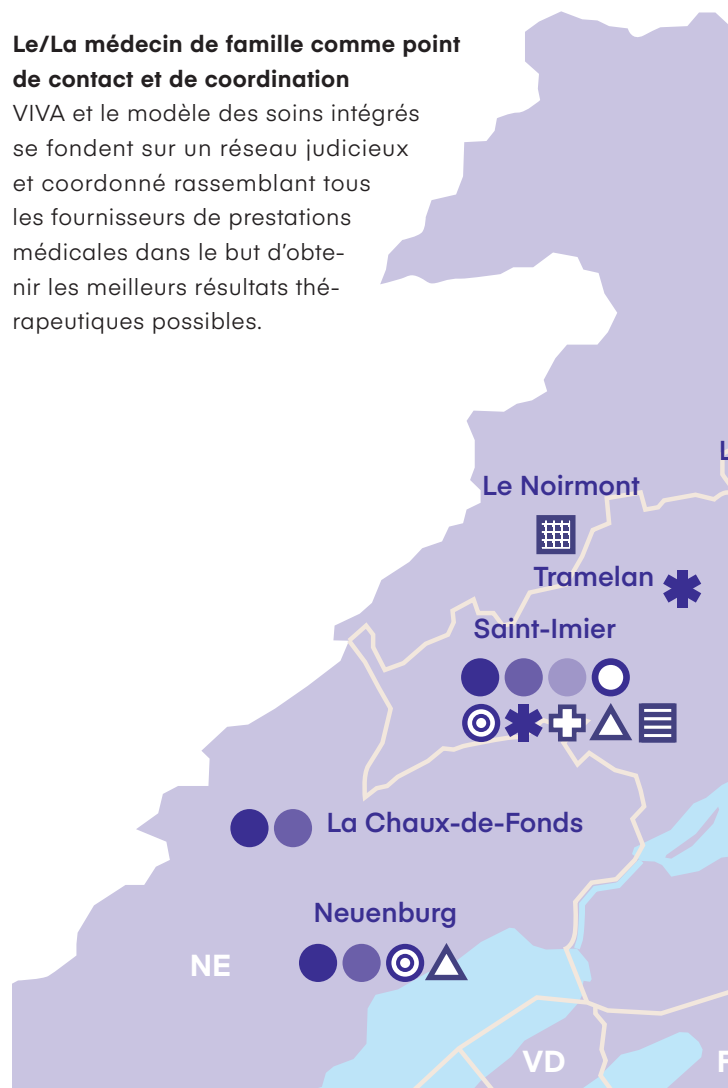 Le/La médecin de famille comme point
de contact et de coordination
VIVA et le modèle des soins intégrés
se fondent sur un réseau judicieux
et coordonné rassemblant tous
les fournisseurs de prestations
médicales dans le but d'obte-
nir les meilleurs résultats thé-
rapeutiques possibles.
Le Noirmont
Tramelan
Saint-Imier
La Chaux-de-Fonds
Neuenburg
NE
VD